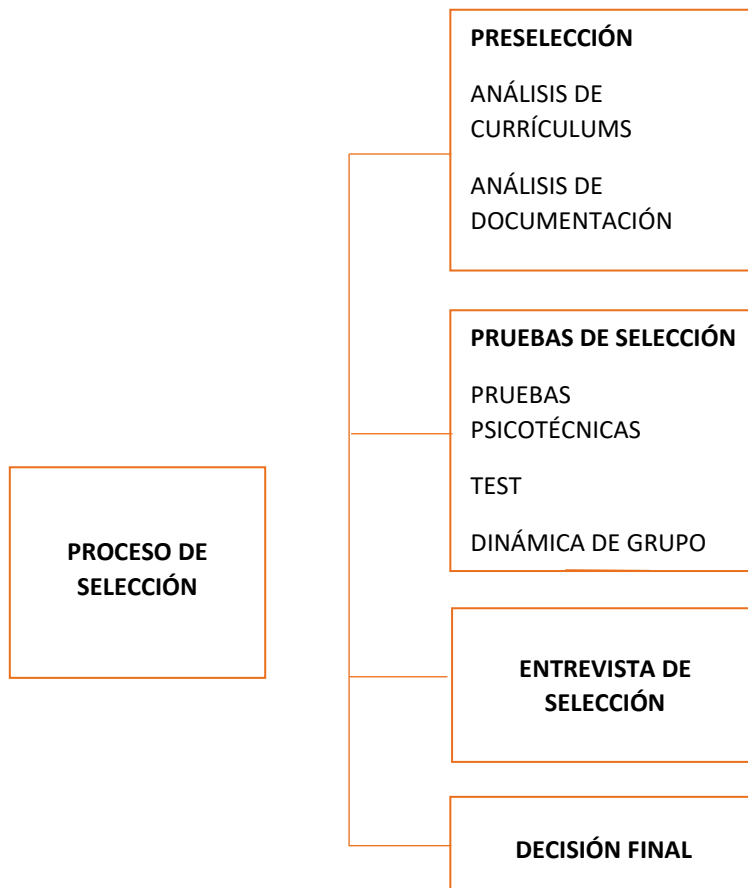 PRESELECCIÓN
ANÁLISIS DE
CURRÍCULUMS
ANÁLISIS DE
DOCUMENTACIÓN
PRUEBAS DE SELECCIÓN
PRUEBAS
PSICOTÉCNICAS
TEST
DINÁMICA DE GRUPO
PROCESO DE
SELECCIÓN
ENTREVISTA DE
SELECCIÓN
DECISIÓN FINAL